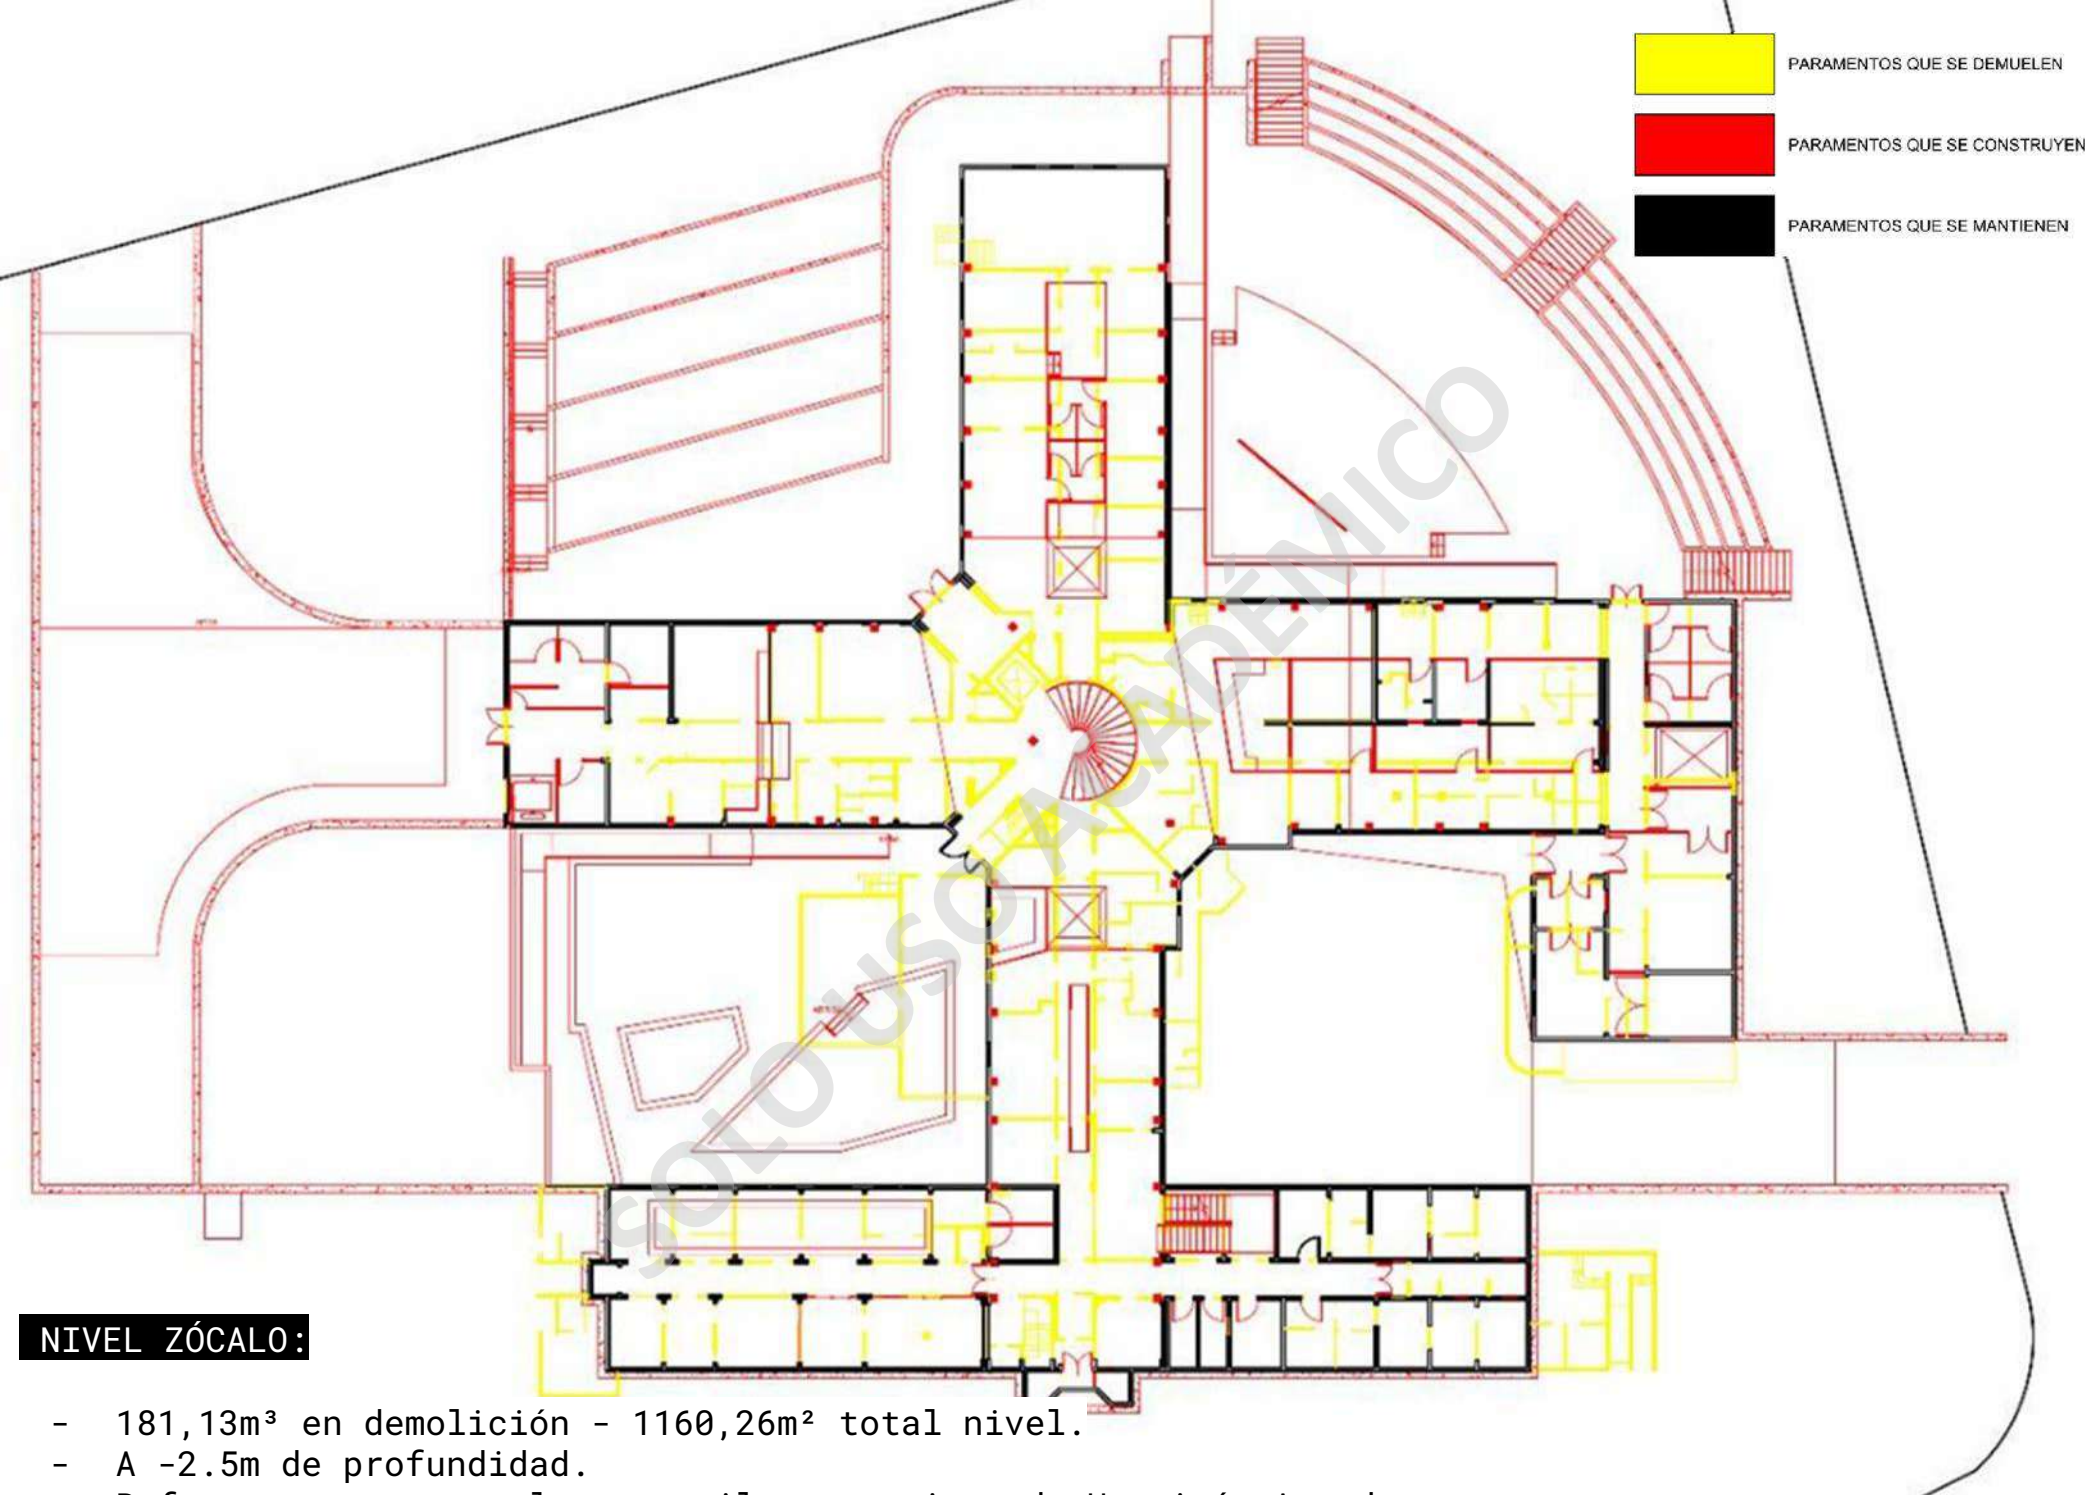 PARAMENTOS QUE SE DEMUELEN
PARAMENTOS QUE SE CONSTRUYEN
PARAMENTOS QUE SE MANTIENEN
SOLO USO ACADÉMICO
NIVEL ZÓCALO:
- 181,13m³ en demolición - 1160,26m² total nivel.
- A -2.5m de profundidad.